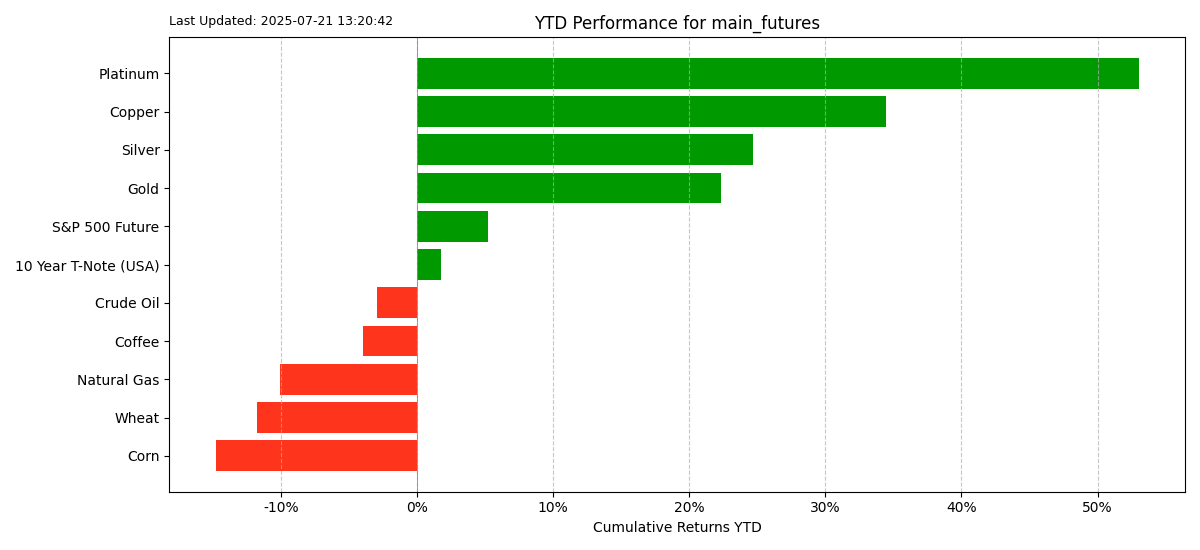 Last Updated: 2025-07-21 13:20:42
YTD Performance for main_futures
Platinum
Copper
Silver
Gold
S&P 500 Future
10 Year T-Note (USA)
Crude Oil
Coffee
Natural Gas
Wheat
Corn
-10% 0% 10% 20% 30% 40% 50%
Cumulative Returns YTD